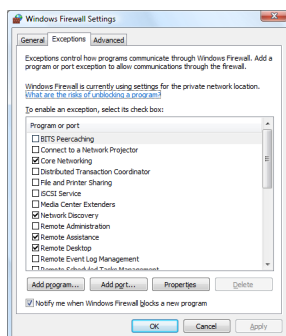 Windows Firewall Settings
General Exceptions Advanced
Exceptions control how programs communicate through Windows Firewall. Add a
program or port exception to allow communications through the firewall.
Windows Firewall is currently using settings for the private network location.
What are the risks of unblocking a program?
To enable an exception, select its check box:
Program or port
BITS Peercaching
Connect to a Network Projector
Core Networking
Distributed Transaction Coordinator
File and Printer Sharing
iSCSI Service
Media Center Extenders
Network Discovery
Remote Administration
Remote Assistance
Remote Desktop
Remote Event Log Management
Remote Scheduled Tasks Management
Add program... Add port... Properties Delete
Notify me when Windows Firewall blocks a new program
OK Cancel Apply